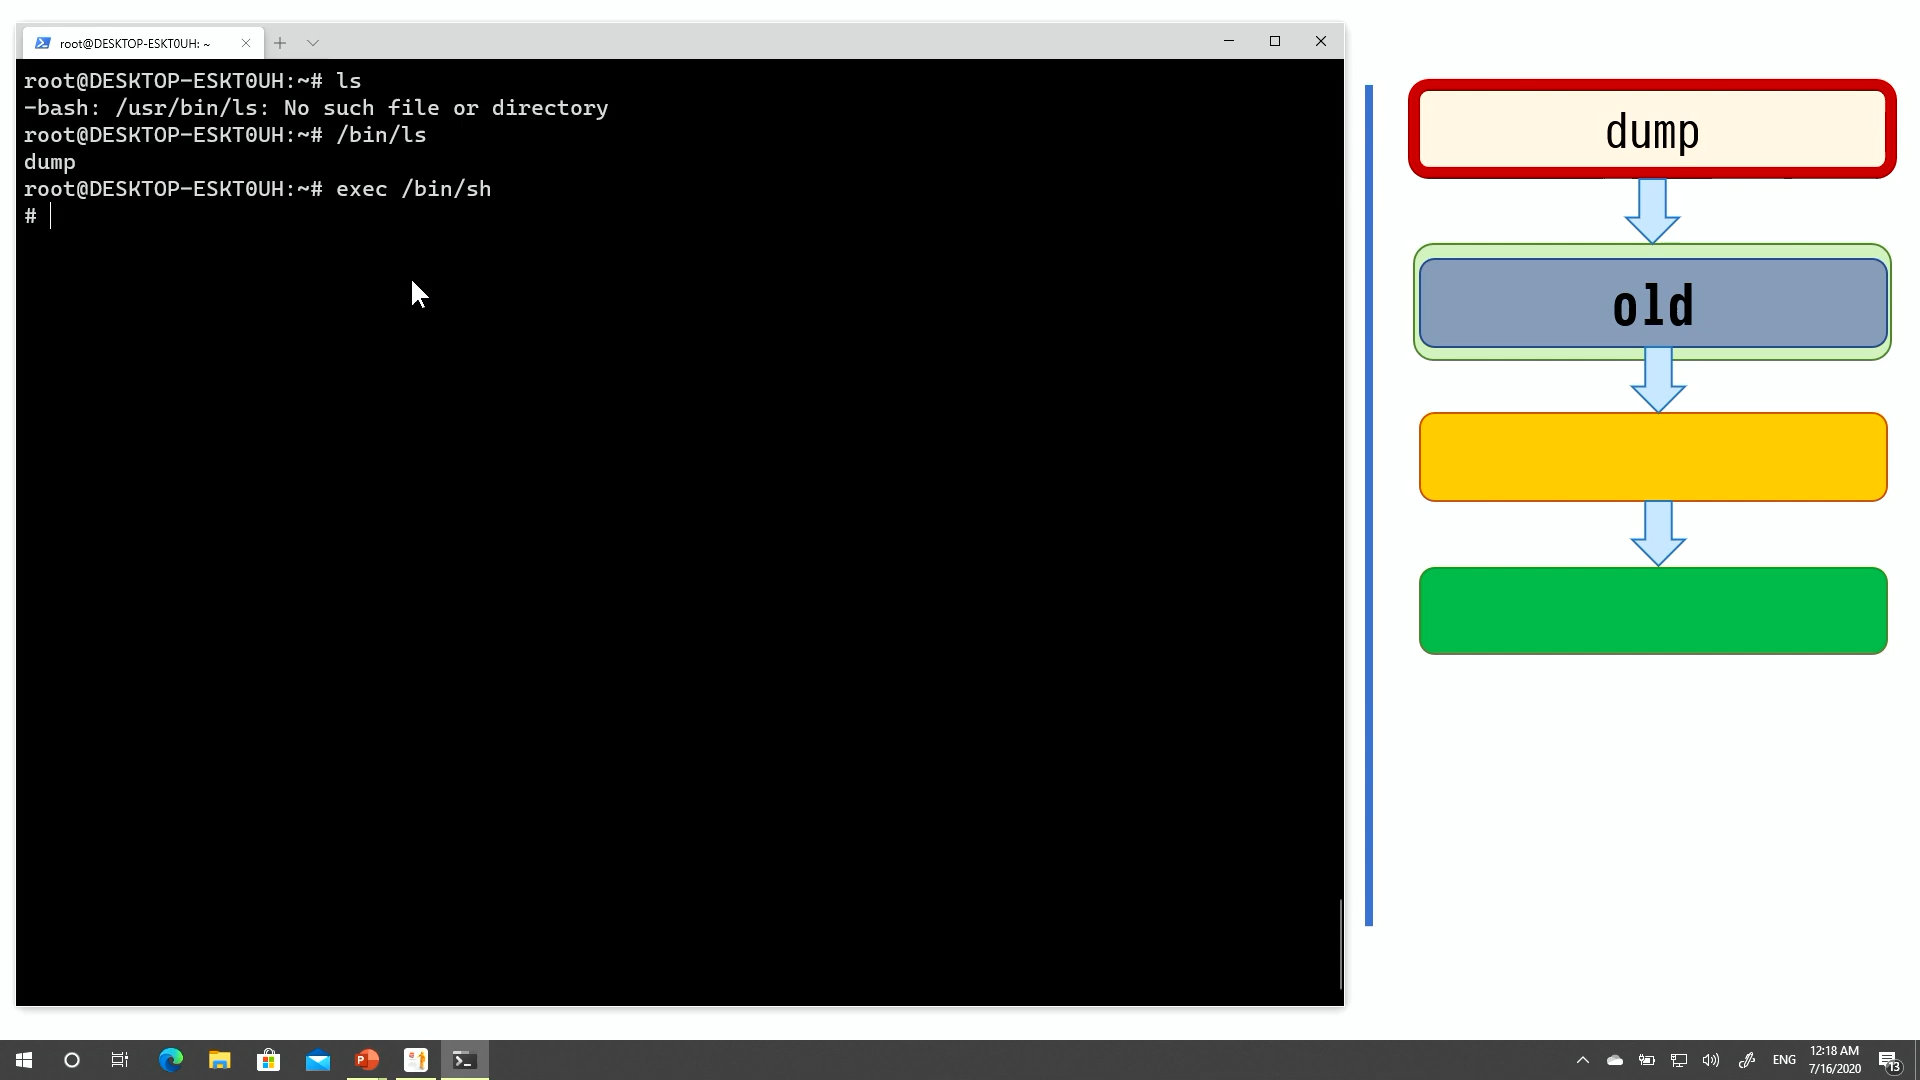 root@DESKTOP-ESKT0UH: ~
root@DESKTOP-ESKT0UH:~# ls
-bash: /usr/bin/ls: No such file or directory
root@DESKTOP-ESKT0UH:~# /bin/ls
dump
root@DESKTOP-ESKT0UH:~# exec /bin/sh
#
dump
old
ENG
12:18 AM
7/16/2020
13